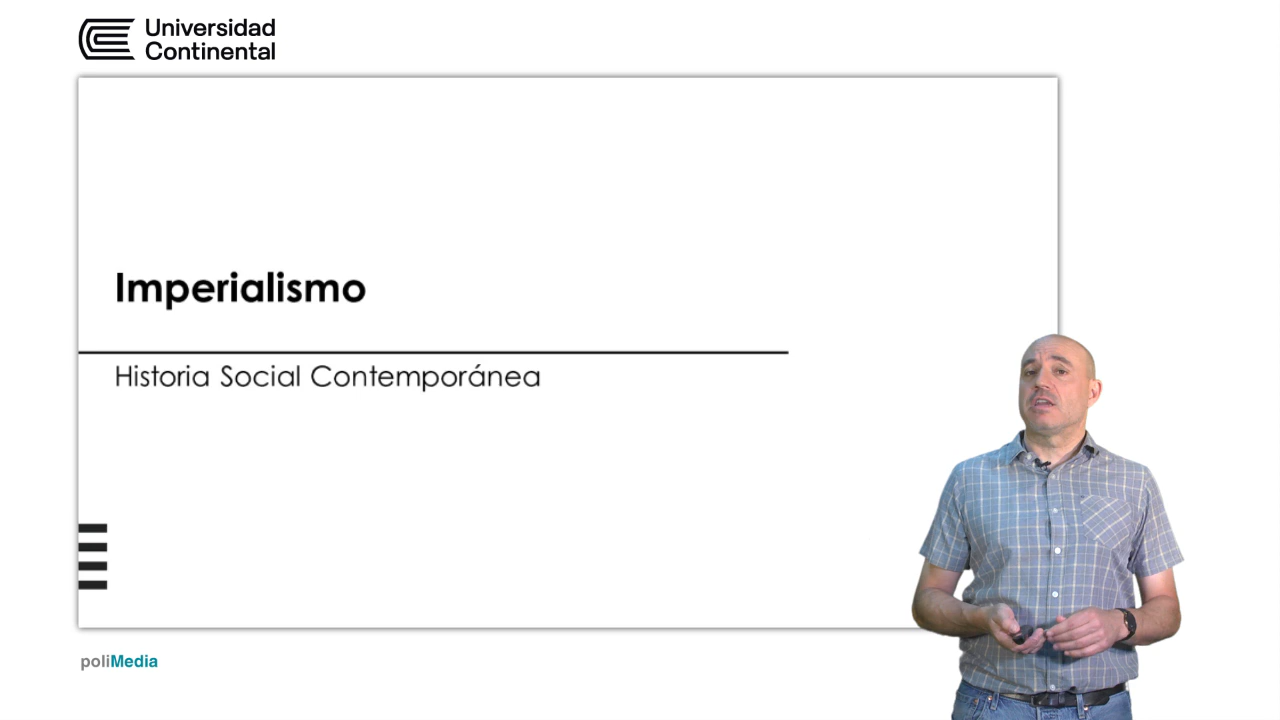 Universidad
Continental
Imperialismo
Historia Social Contemporánea
poliMedia